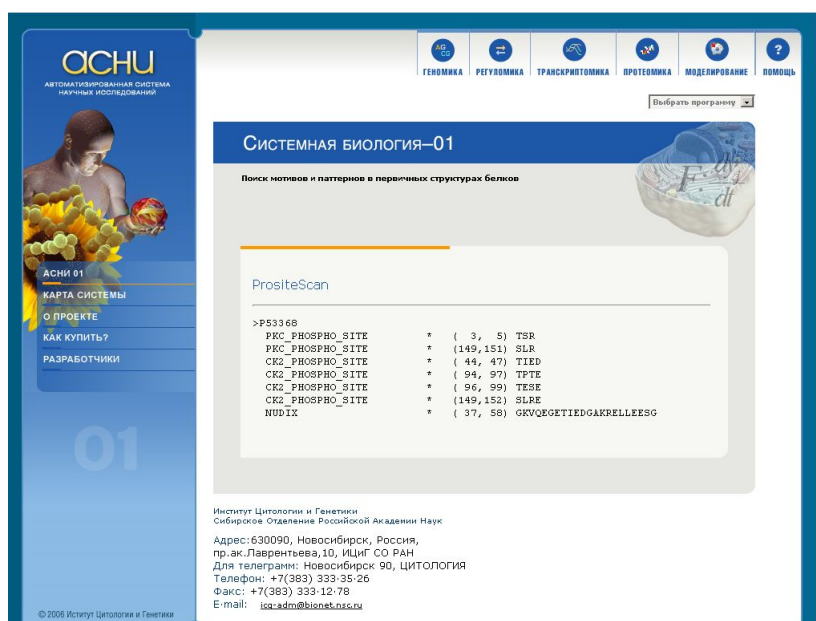 асни
АВТОМАТИЗИРОВАННАЯ СИСТЕМА
НАУЧНЫХ ИССЛЕДОВАНИЙ
AG
CG
?
ГЕНОМИКА РЕГУЛОМИКА ТРАНСКРИПТОМИКА ПРОТЕОМИКА МОДЕЛИРОВАНИЕ ПОМОЩЬ
Выбрать программу
СИСТЕМНАЯ БИОЛОГИЯ–01
Поиск мотивов и паттернов в первичных структурах белков
АСНИ 01
КАРТА СИСТЕМЫ
О ПРОЕКТЕ
КАК КУПИТЬ?
РАЗРАБОТЧИКИ
01
PrositeScan
>P53368
PKC_PHOSPHO_SITE * ( 3, 5) TSR
PKC_PHOSPHO_SITE * (149,151) SLR
CK2_PHOSPHO_SITE * ( 44, 47) TIED
CK2_PHOSPHO_SITE * ( 94, 97) TPTE
CK2_PHOSPHO_SITE * ( 96, 99) TESE
CK2_PHOSPHO_SITE * (149,152) SLRE
NUDIX * ( 37, 58) GKVQEGETIEDGAKRELLEESG
Институт Цитологии и Генетики
Сибирское Отделение Российской Академии Наук
Адрес:630090, Новосибирск, Россия,
пр.ак.Лаврентьева,10, ИЦиГ СО РАН
Для телеграмм: Новосибирск 90, ЦИТОЛОГИЯ
Телефон: +7(383) 333-35-26
Факс: +7(383) 333-12-78
E-mail: icg-adm@bionet.nsc.ru
© 2006 Иститут Цитологии и Генетики